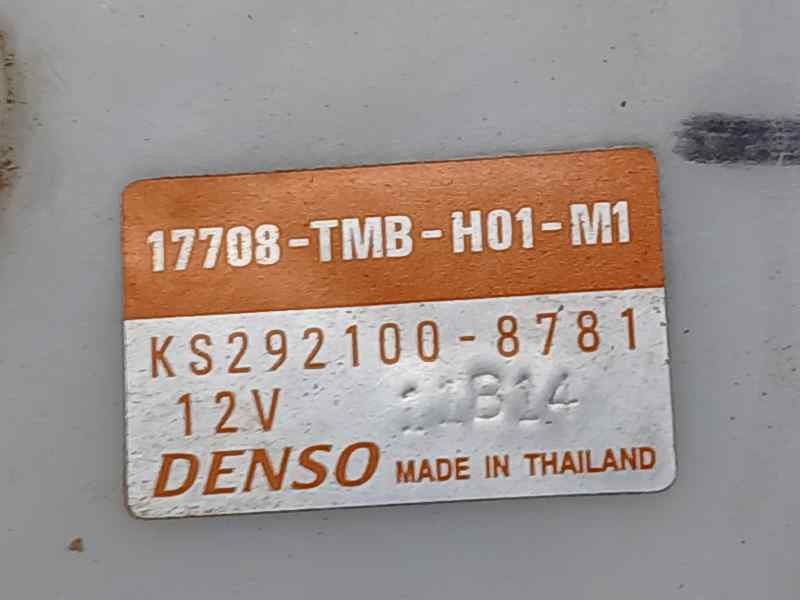 17708-TMB-H01-M1
KS292100-8781
12V
DENSO MADE IN THAILAND